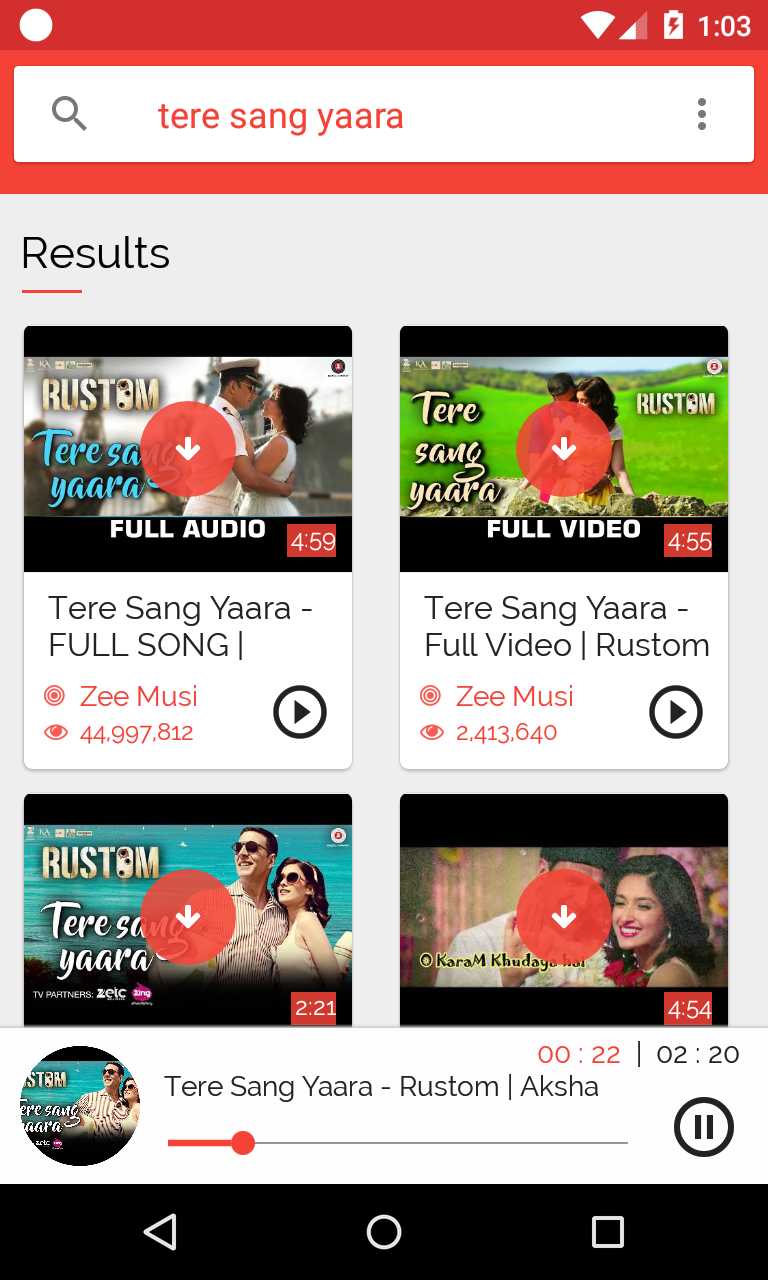 1:03
tere sang yaara
Results
RUSTOM
Tere sang
yaara
FULL AUDIO
4:59
Tere Sang Yaara -
FULL SONG |
Zee Musi
44,997,812
Tere
sang
yaara
RUSTOM
FULL VIDEO
4:55
Tere Sang Yaara -
Full Video | Rustom
Zee Musi
2,413,640
RUSTOM
Tere sang
yaara
TV PARTNERS: zetc zing
2:21
O KaraM Khudaya hai
4:54
00 : 22 | 02 : 20
Tere Sang Yaara - Rustom | Aksha